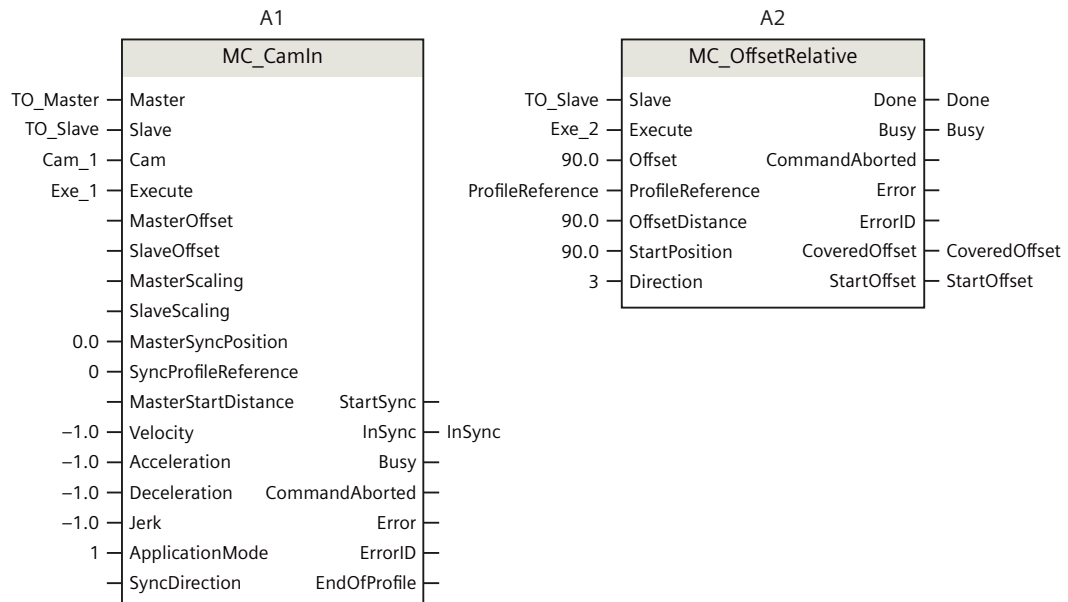 A1
MC_CamIn
TO_Master Master
TO_Slave Slave
Cam_1 Cam
Exe_1 Execute
MasterOffset
SlaveOffset
MasterScaling
SlaveScaling
0.0 MasterSyncPosition
0 SyncProfileReference
MasterStartDistance StartSync
–1.0 Velocity InSync InSync
–1.0 Acceleration Busy
–1.0 Deceleration CommandAborted
–1.0 Jerk Error
1 ApplicationMode ErrorID
SyncDirection EndOfProfile
A2
MC_OffsetRelative
TO_Slave Slave Done Done
Exe_2 Execute Busy Busy
90.0 Offset CommandAborted
ProfileReference ProfileReference Error
90.0 OffsetDistance ErrorID
90.0 StartPosition CoveredOffset CoveredOffset
3 Direction StartOffset StartOffset